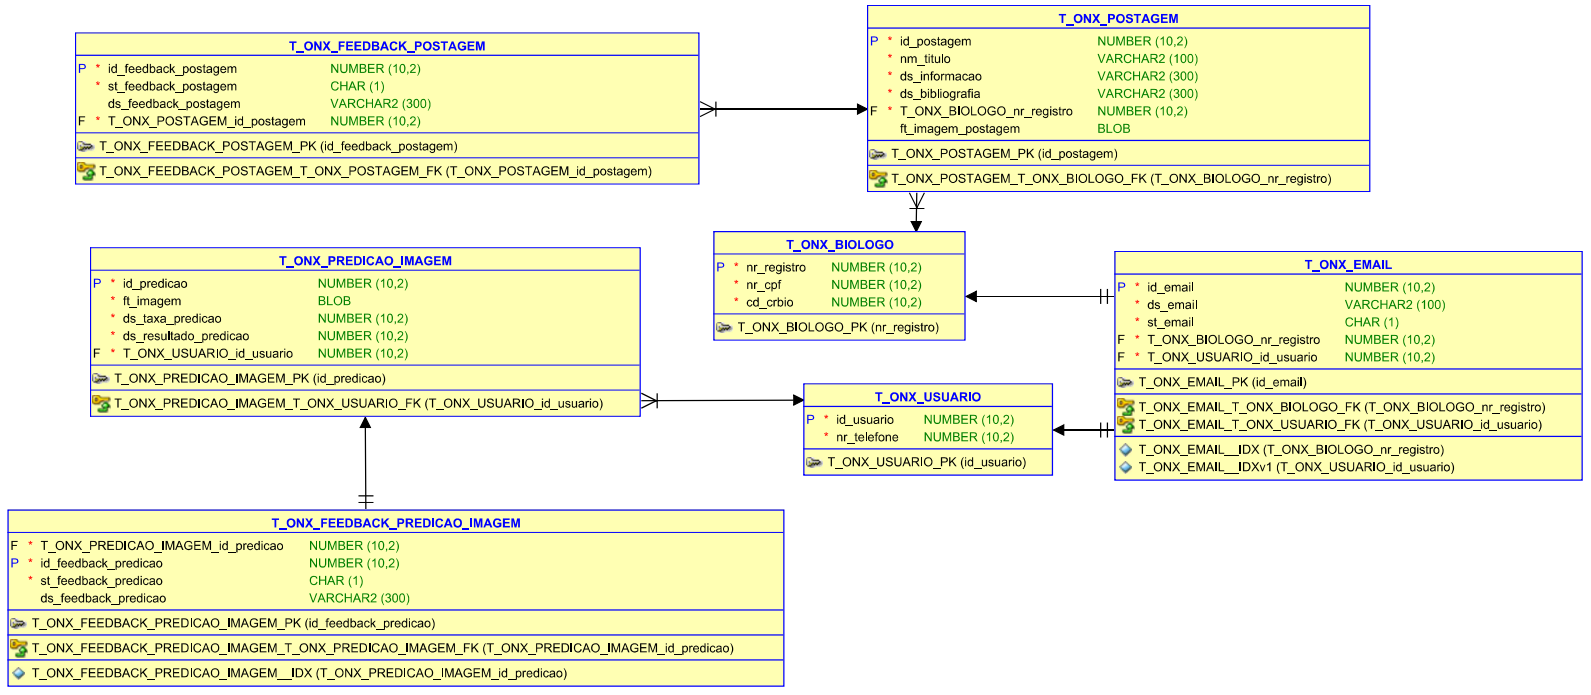 T_ONX_FEEDBACK_POSTAGEM
P * id_feedback_postagem NUMBER (10,2)
* st_feedback_postagem CHAR (1)
ds_feedback_postagem VARCHAR2 (300)
F * T_ONX_POSTAGEM_id_postagem NUMBER (10,2)
T_ONX_FEEDBACK_POSTAGEM_PK (id_feedback_postagem)
T_ONX_FEEDBACK_POSTAGEM_T_ONX_POSTAGEM_FK (T_ONX_POSTAGEM_id_postagem)
T_ONX_POSTAGEM
P * id_postagem NUMBER (10,2)
* nm_titulo VARCHAR2 (100)
* ds_informacao VARCHAR2 (300)
* ds_bibliografia VARCHAR2 (300)
F * T_ONX_BIOLOGO_nr_registro NUMBER (10,2)
ft_imagem_postagem BLOB
T_ONX_POSTAGEM_PK (id_postagem)
T_ONX_POSTAGEM_T_ONX_BIOLOGO_FK (T_ONX_BIOLOGO_nr_registro)
T_ONX_PREDICAO_IMAGEM
P * id_predicao NUMBER (10,2)
* ft_imagem BLOB
* ds_taxa_predicao NUMBER (10,2)
* ds_resultado_predicao NUMBER (10,2)
F * T_ONX_USUARIO_id_usuario NUMBER (10,2)
T_ONX_PREDICAO_IMAGEM_PK (id_predicao)
T_ONX_PREDICAO_IMAGEM_T_ONX_USUARIO_FK (T_ONX_USUARIO_id_usuario)
T_ONX_BIOLOGO
P * nr_registro NUMBER (10,2)
* nr_cpf NUMBER (10,2)
* cd_crbio NUMBER (10,2)
T_ONX_BIOLOGO_PK (nr_registro)
T_ONX_EMAIL
P * id_email NUMBER (10,2)
* ds_email VARCHAR2 (100)
* st_email CHAR (1)
F * T_ONX_BIOLOGO_nr_registro NUMBER (10,2)
F * T_ONX_USUARIO_id_usuario NUMBER (10,2)
T_ONX_EMAIL_PK (id_email)
T_ONX_EMAIL_T_ONX_BIOLOGO_FK (T_ONX_BIOLOGO_nr_registro)
T_ONX_EMAIL_T_ONX_USUARIO_FK (T_ONX_USUARIO_id_usuario)
T_ONX_EMAIL__IDX (T_ONX_BIOLOGO_nr_registro)
T_ONX_EMAIL__IDXv1 (T_ONX_USUARIO_id_usuario)
T_ONX_USUARIO
P * id_usuario NUMBER (10,2)
* nr_telefone NUMBER (10,2)
T_ONX_USUARIO_PK (id_usuario)
T_ONX_FEEDBACK_PREDICAO_IMAGEM
F * T_ONX_PREDICAO_IMAGEM_id_predicao NUMBER (10,2)
P * id_feedback_predicao NUMBER (10,2)
* st_feedback_predicao CHAR (1)
ds_feedback_predicao VARCHAR2 (300)
T_ONX_FEEDBACK_PREDICAO_IMAGEM_PK (id_feedback_predicao)
T_ONX_FEEDBACK_PREDICAO_IMAGEM_T_ONX_PREDICAO_IMAGEM_FK (T_ONX_PREDICAO_IMAGEM_id_predicao)
T_ONX_FEEDBACK_PREDICAO_IMAGEM__IDX (T_ONX_PREDICAO_IMAGEM_id_predicao)